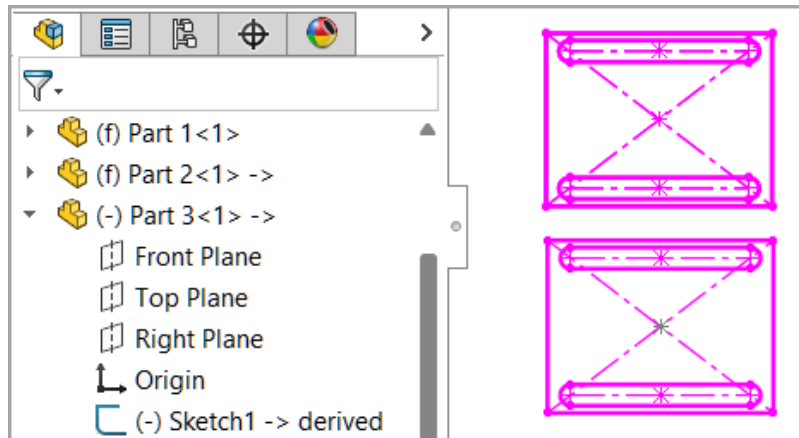 (f) Part 1<1>
(f) Part 2<1> ->
(-) Part 3<1> ->
Front Plane
Top Plane
Right Plane
Origin
(-) Sketch1 -> derived